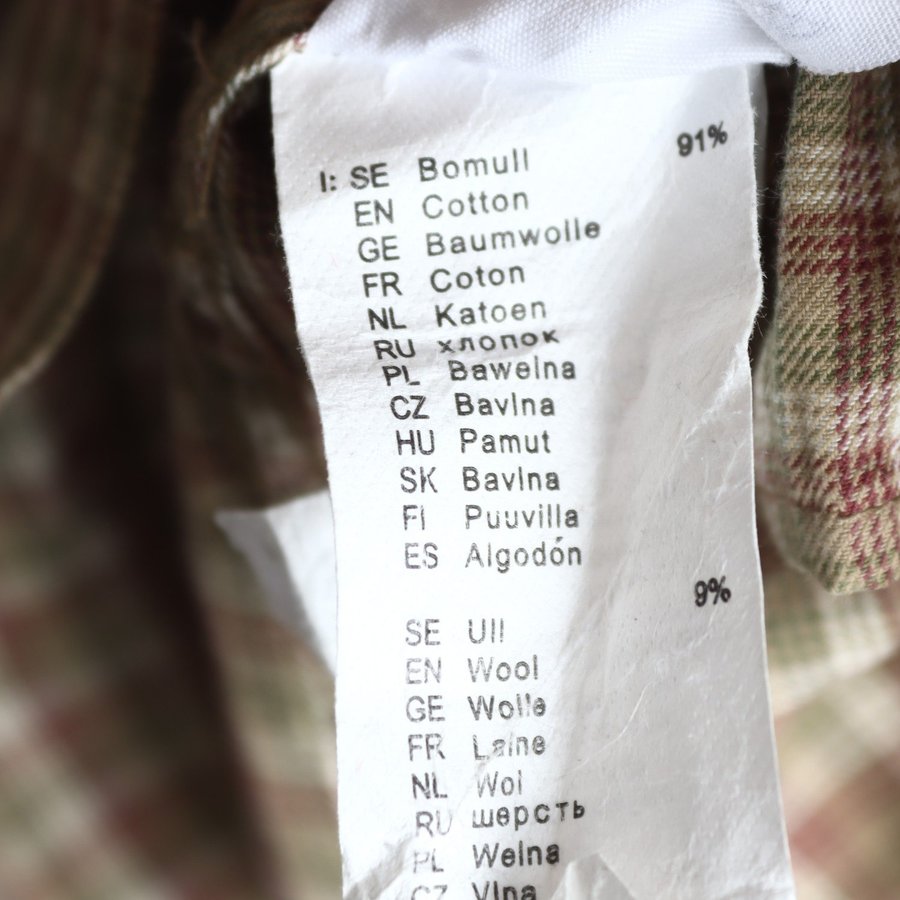 I: SE Bomull 91%
EN Cotton
GE Baumwolle
FR Coton
NL Katoen
RU хлопок
PL Bawelna
CZ Bavlna
HU Pamut
SK Bavlna
FI Puuvilla
ES Algodón
9%
SE Ull
EN Wool
GE Wolle
FR Laine
NL Wol
RU шерсть
PL Welna
CZ Vlna